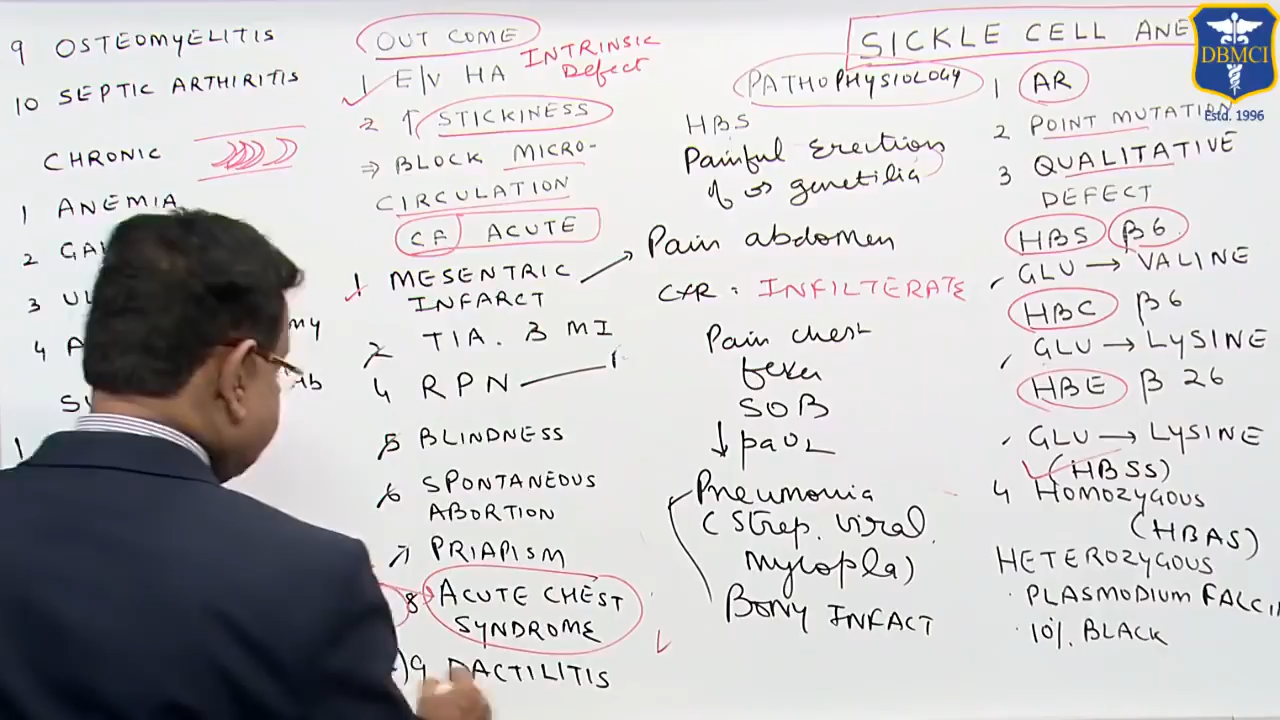 9 OSTEOMYELITIS
10 SEPTIC ARTHIRITIS
CHRONIC
1 ANEMIA
2
3
4
1
OUT COME
1 E/V HA INTRINSIC Defect
2 ↑ STICKINESS
⇒ BLOCK MICRO-
CIRCULATION
CF ACUTE
1 MESENTRIC
INFARCT
TIA. 3 MI
4 RPN
5 BLINDNESS
6 SPONTANEOUS
ABORTION
7 PRIAPISM
8 ACUTE CHEST
SYNDROME
9 DACTILITIS
PATHOPHYSIOLOGY
HBS
Painful Erection
of genetilia
Pain abdomen
CXR: INFILTERATE
Pain chest
fever
SOB
↓ paO2
Pneumonia
(Strep. viral.
mycopla)
Bony INFACT
SICKLE CELL ANE
1 AR
2 POINT MUTATION
3 QUALITATIVE
DEFECT
HBS β6
GLU → VALINE
HBC β6
GLU → LYSINE
HBE β 26
GLU → LYSINE
(HBSS)
4 HOMOZYGOUS
(HBAS)
HETEROZYGOUS
· PLASMODIUM FALCI
· 10% BLACK
DBMCI
Estd. 1996